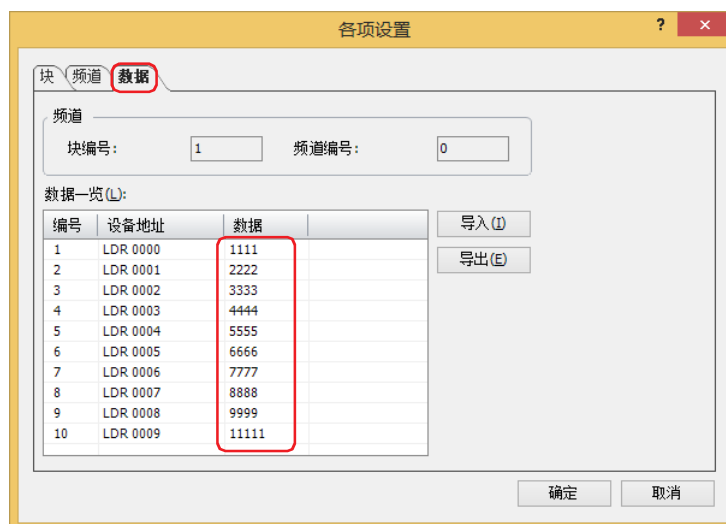 各项设置
? ×
块 频道 数据
频道
块编号: 1 频道编号: 0
数据一览(L):
编号 设备地址 数据
1 LDR 0000 1111
2 LDR 0001 2222
3 LDR 0002 3333
4 LDR 0003 4444
5 LDR 0004 5555
6 LDR 0005 6666
7 LDR 0006 7777
8 LDR 0007 8888
9 LDR 0008 9999
10 LDR 0009 11111
导入(I)
导出(E)
确定 取消